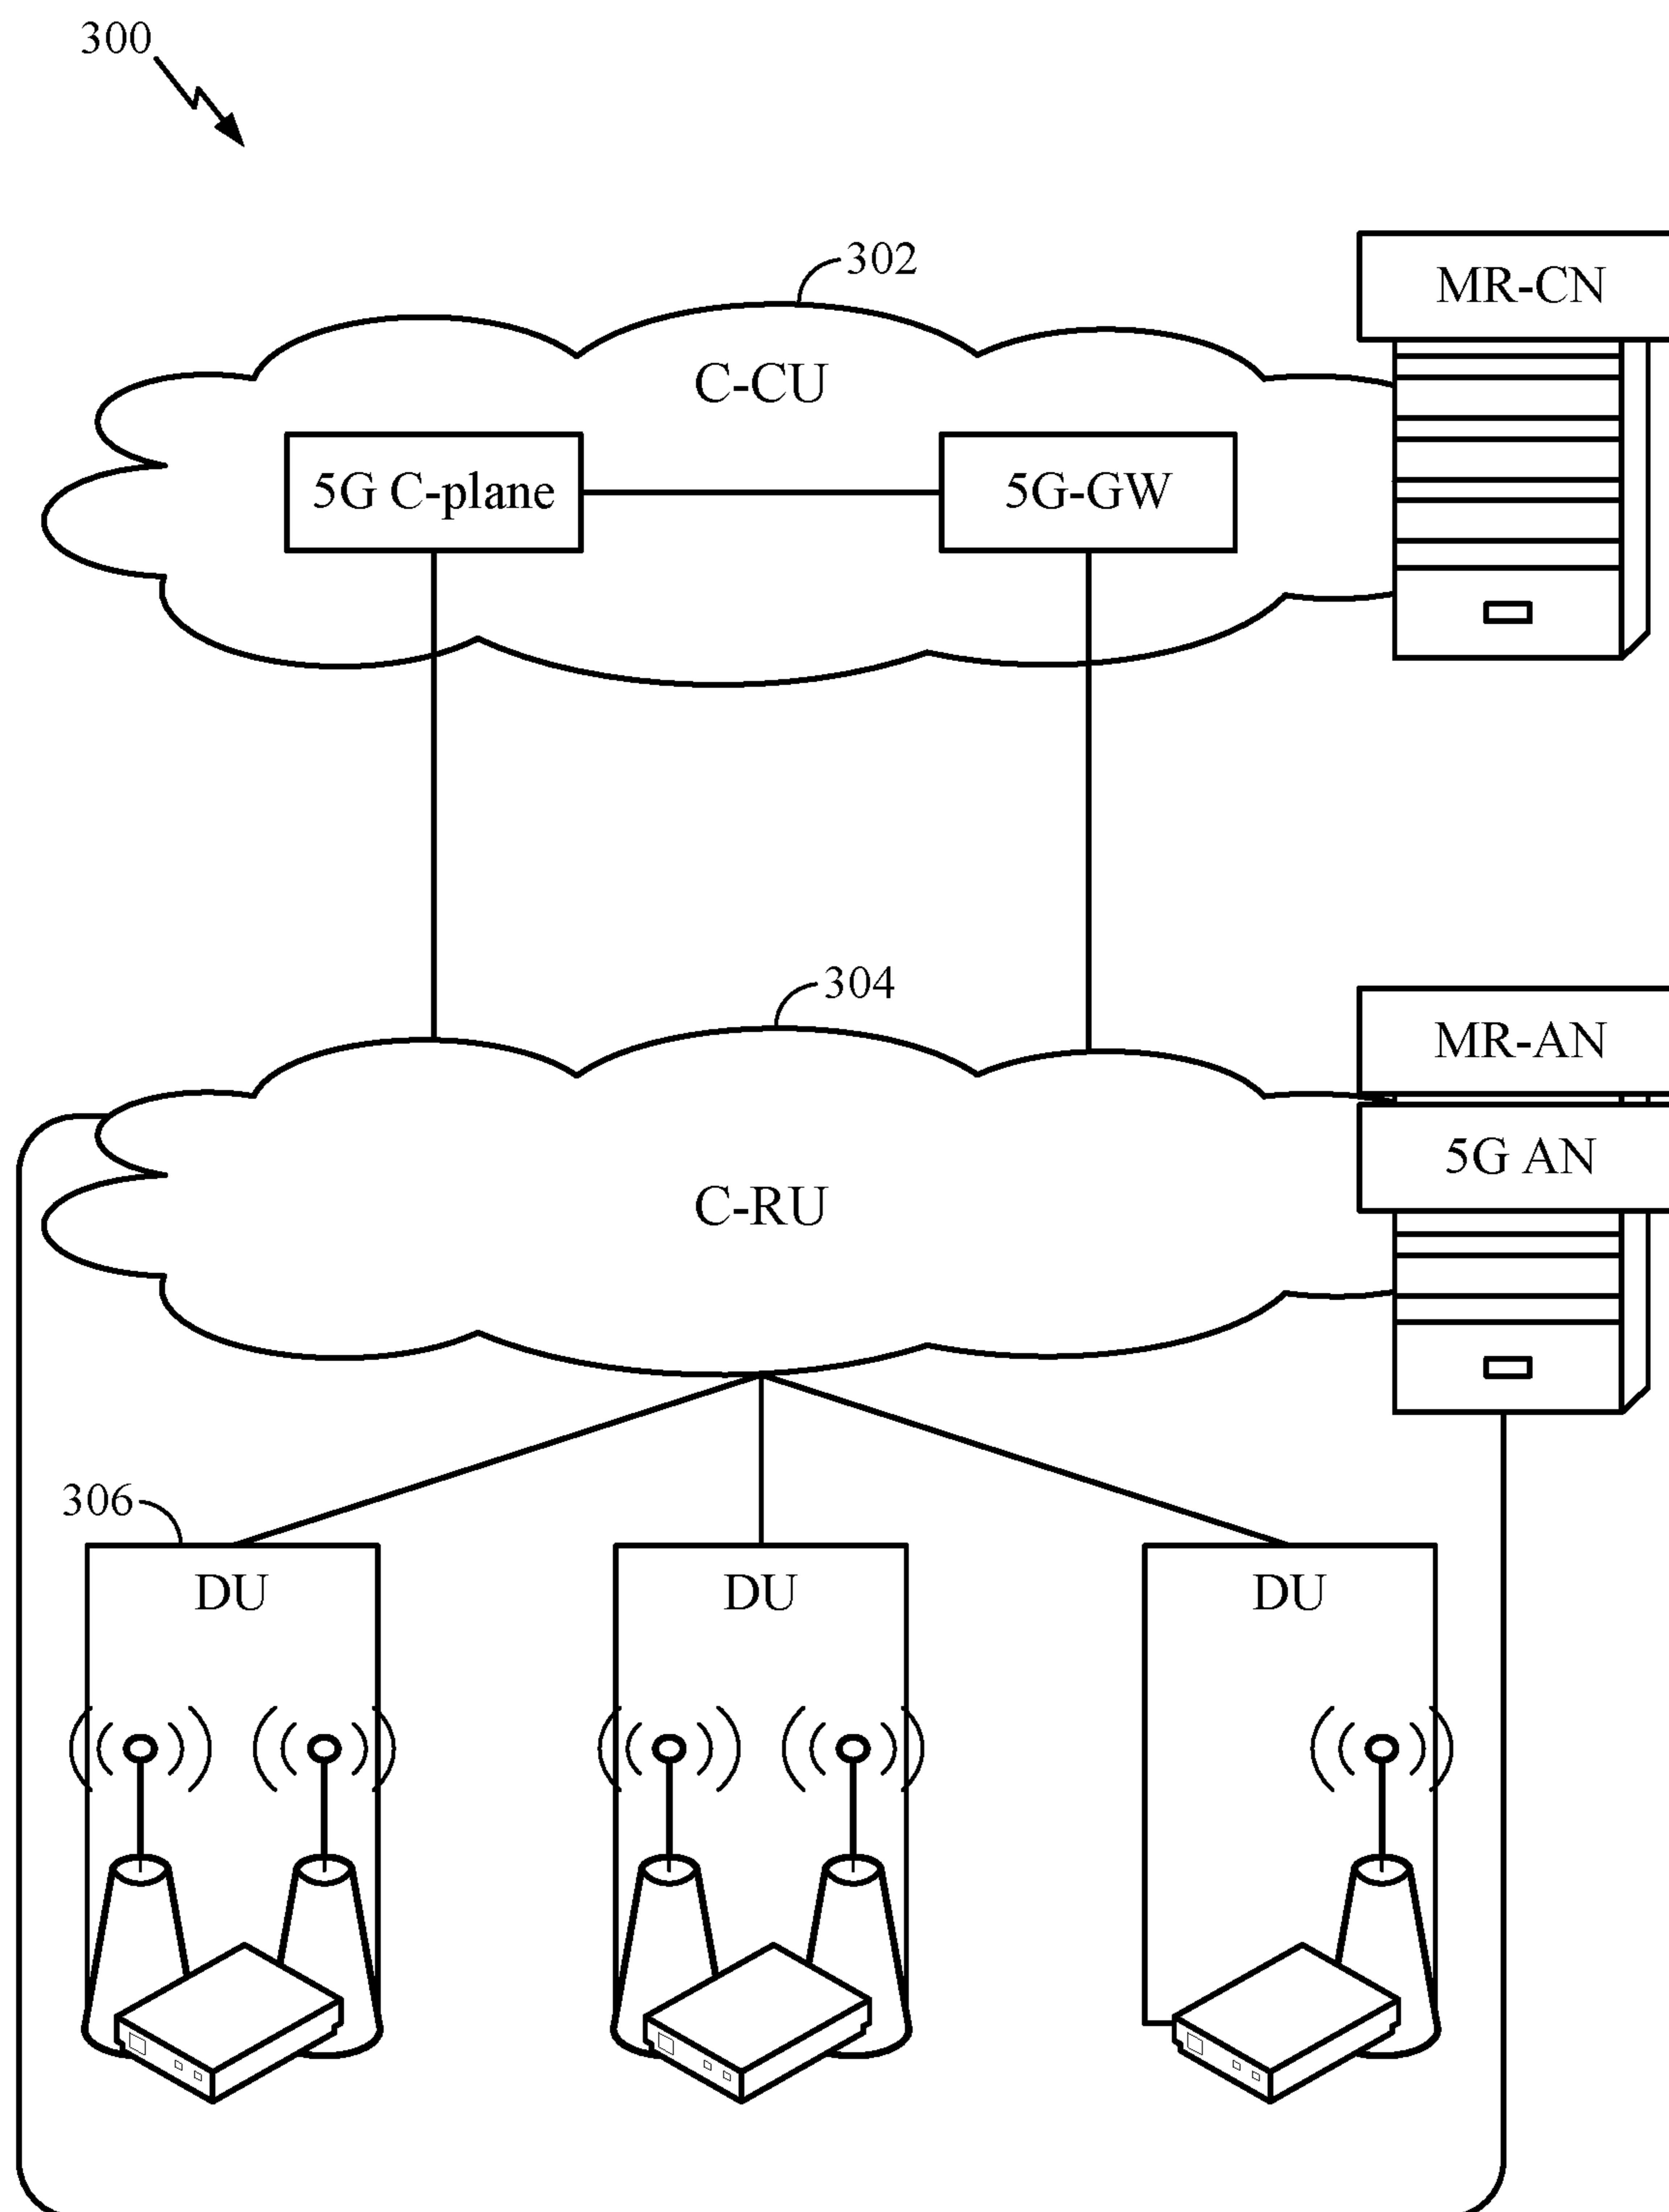 300
302
MR-CN
C-CU
5G C-plane
5G-GW
304
MR-AN
5G AN
C-RU
306
DU
DU
DU